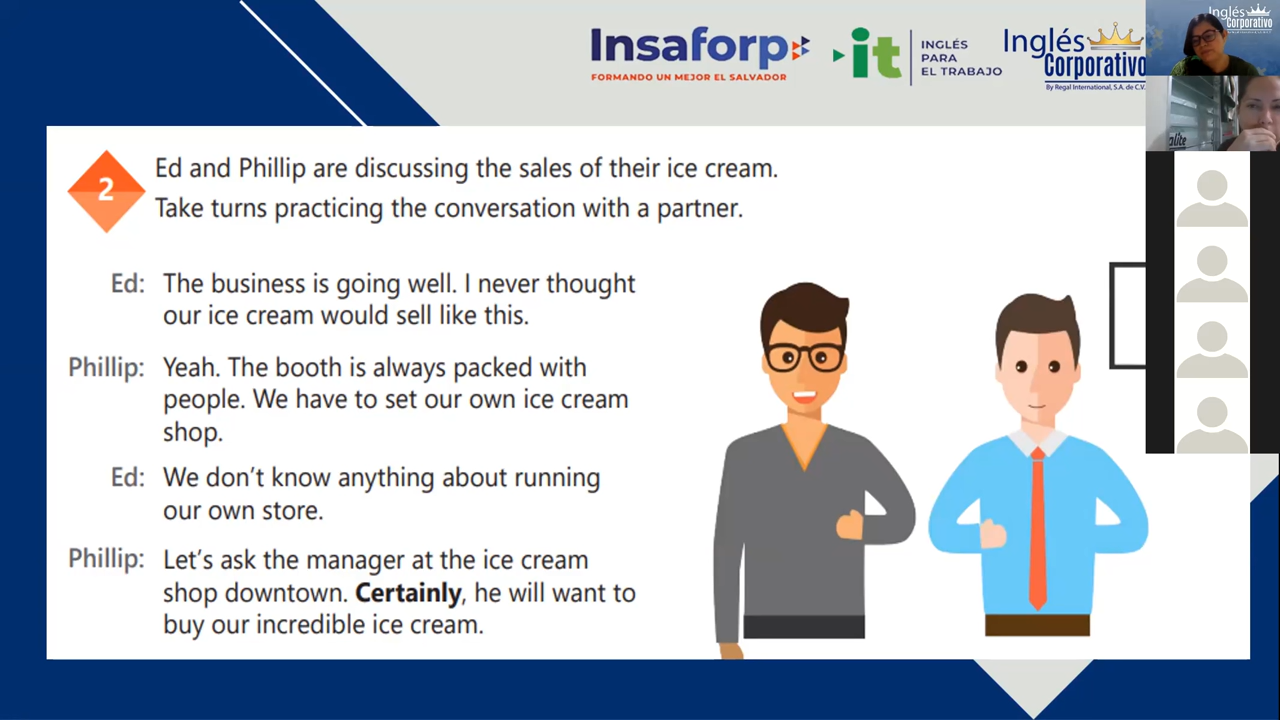 Insaforp
FORMANDO UN MEJOR EL SALVADOR
it
INGLÉS
PARA
EL TRABAJO
Inglés
Corporativo
By Regal International, S.A. de C.V.
Inglés
Corporativo
2
Ed and Phillip are discussing the sales of their ice cream.
Take turns practicing the conversation with a partner.
Ed: The business is going well. I never thought
our ice cream would sell like this.
Phillip: Yeah. The booth is always packed with
people. We have to set our own ice cream
shop.
Ed: We don't know anything about running
our own store.
Phillip: Let's ask the manager at the ice cream
shop downtown. Certainly, he will want to
buy our incredible ice cream.